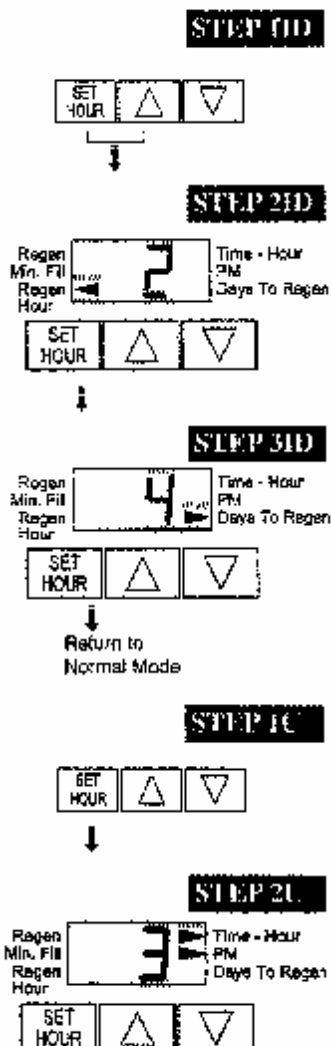 STEP 1ID
SET
HOUR
STEP 2ID
Regen
Min. Fill
Regen
Hour
2
Time - Hour
PM
Days To Regen
SET
HOUR
STEP 3ID
Regen
Min. Fill
Regen
Hour
4
Time - Hour
PM
Days To Regen
SET
HOUR
Return to
Normal Mode
STEP 1C
SET
HOUR
STEP 2C
Regen
Min. Fill
Regen
Hour
3
Time - Hour
PM
Days To Regen
SET
HOUR